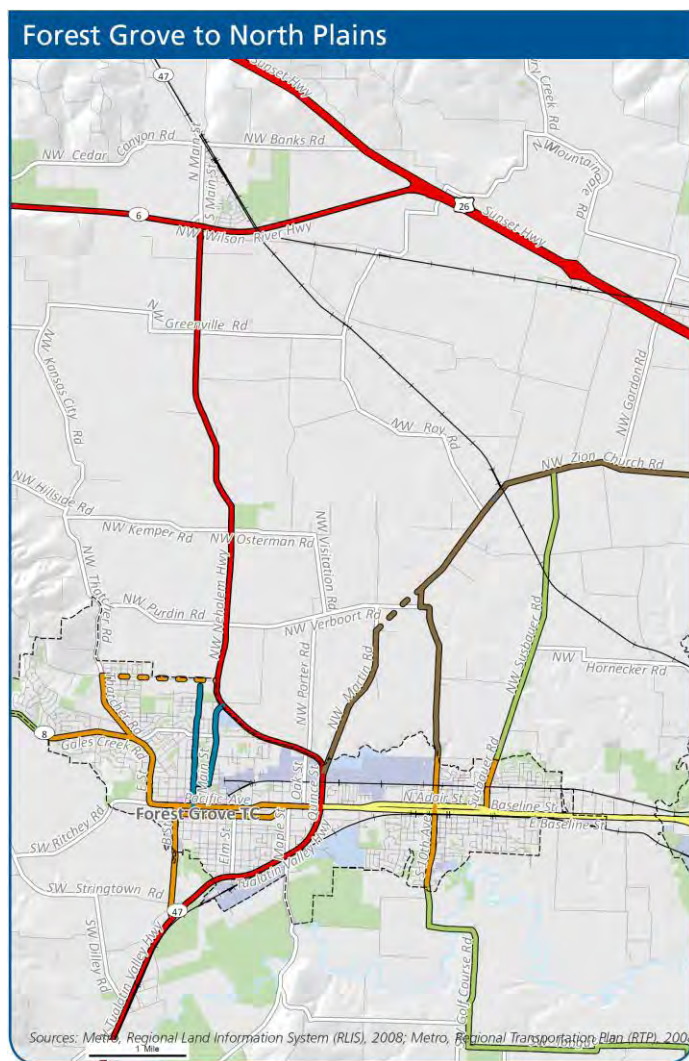 Forest Grove to North Plains
47
Sunset Hwy
Creek Rd
NW Cedar
Canyon Rd
N Main St
NW Banks Rd
S Main St
6
NW Wilson River Hwy
26
Sunset Hwy
NW
Greenville Rd
NW Kansas City Rd
NW Gordon Rd
NW Roy Rd
NW Zion Church Rd
NW Hillside Rd
NW Kemper Rd
NW Osterman Rd
NW Visitation Rd
NW Nehalem Hwy
NW Thatcher Rd
NW Purdin Rd
NW Verboort Rd
NW Porter Rd
NW Martin Rd
NW Susbauer Rd
NW
Hornecker Rd
8
Gales Creek Rd
E St
Main St
Oak St
Quince St
Pacific Ave
N Adair St
Baseline St
E Baseline St
Forest Grove TC
B St
Elm St
Maple St
Tualatin Valley Hwy
SW Ritchey Rd
SW Stringtown Rd
SW Dilley Rd
47
Tualatin Valley Hwy
Golf Course Rd
Sources: Metro, Regional Land Information System (RLIS), 2008; Metro, Regional Transportation Plan (RTP), 200
1 Mile